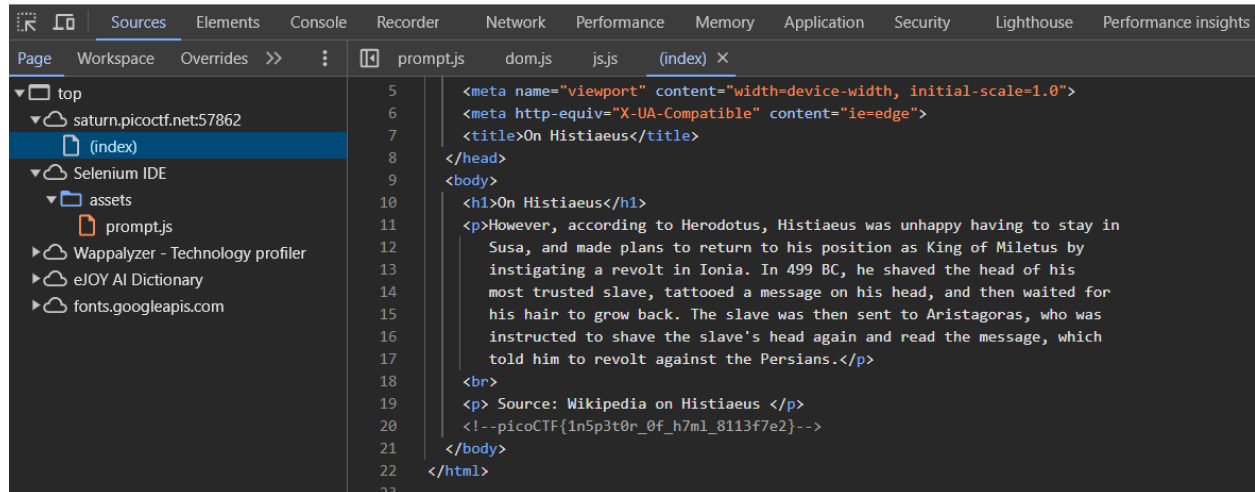 Sources Elements Console Recorder Network Performance Memory Application Security Lighthouse Performance insights
Page Workspace Overrides >> prompt.js dom.js js.js (index) ×
top
saturn.picoctf.net:57862
(index)
Selenium IDE
assets
prompt.js
Wappalyzer - Technology profiler
eJOY AI Dictionary
fonts.googleapis.com
5 <meta name="viewport" content="width=device-width, initial-scale=1.0">
6 <meta http-equiv="X-UA-Compatible" content="ie=edge">
7 <title>On Histiaeus</title>
8 </head>
9 <body>
10 <h1>On Histiaeus</h1>
11 <p>However, according to Herodotus, Histiaeus was unhappy having to stay in
12 Susa, and made plans to return to his position as King of Miletus by
13 instigating a revolt in Ionia. In 499 BC, he shaved the head of his
14 most trusted slave, tattooed a message on his head, and then waited for
15 his hair to grow back. The slave was then sent to Aristagoras, who was
16 instructed to shave the slave's head again and read the message, which
17 told him to revolt against the Persians.</p>
18 <br>
19 <p> Source: Wikipedia on Histiaeus </p>
20 <!--picoCTF{1n5p3t0r_0f_h7ml_8113f7e2}-->
21 </body>
22 </html>
23